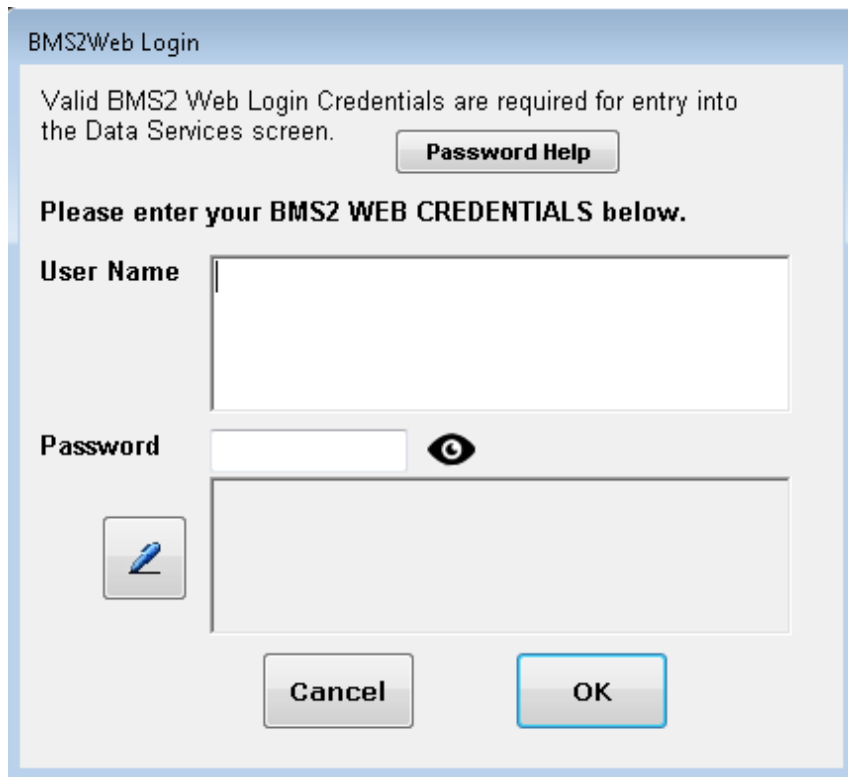 BMS2Web Login
Valid BMS2 Web Login Credentials are required for entry into
the Data Services screen.
Password Help
Please enter your BMS2 WEB CREDENTIALS below.
User Name
Password
Cancel
OK